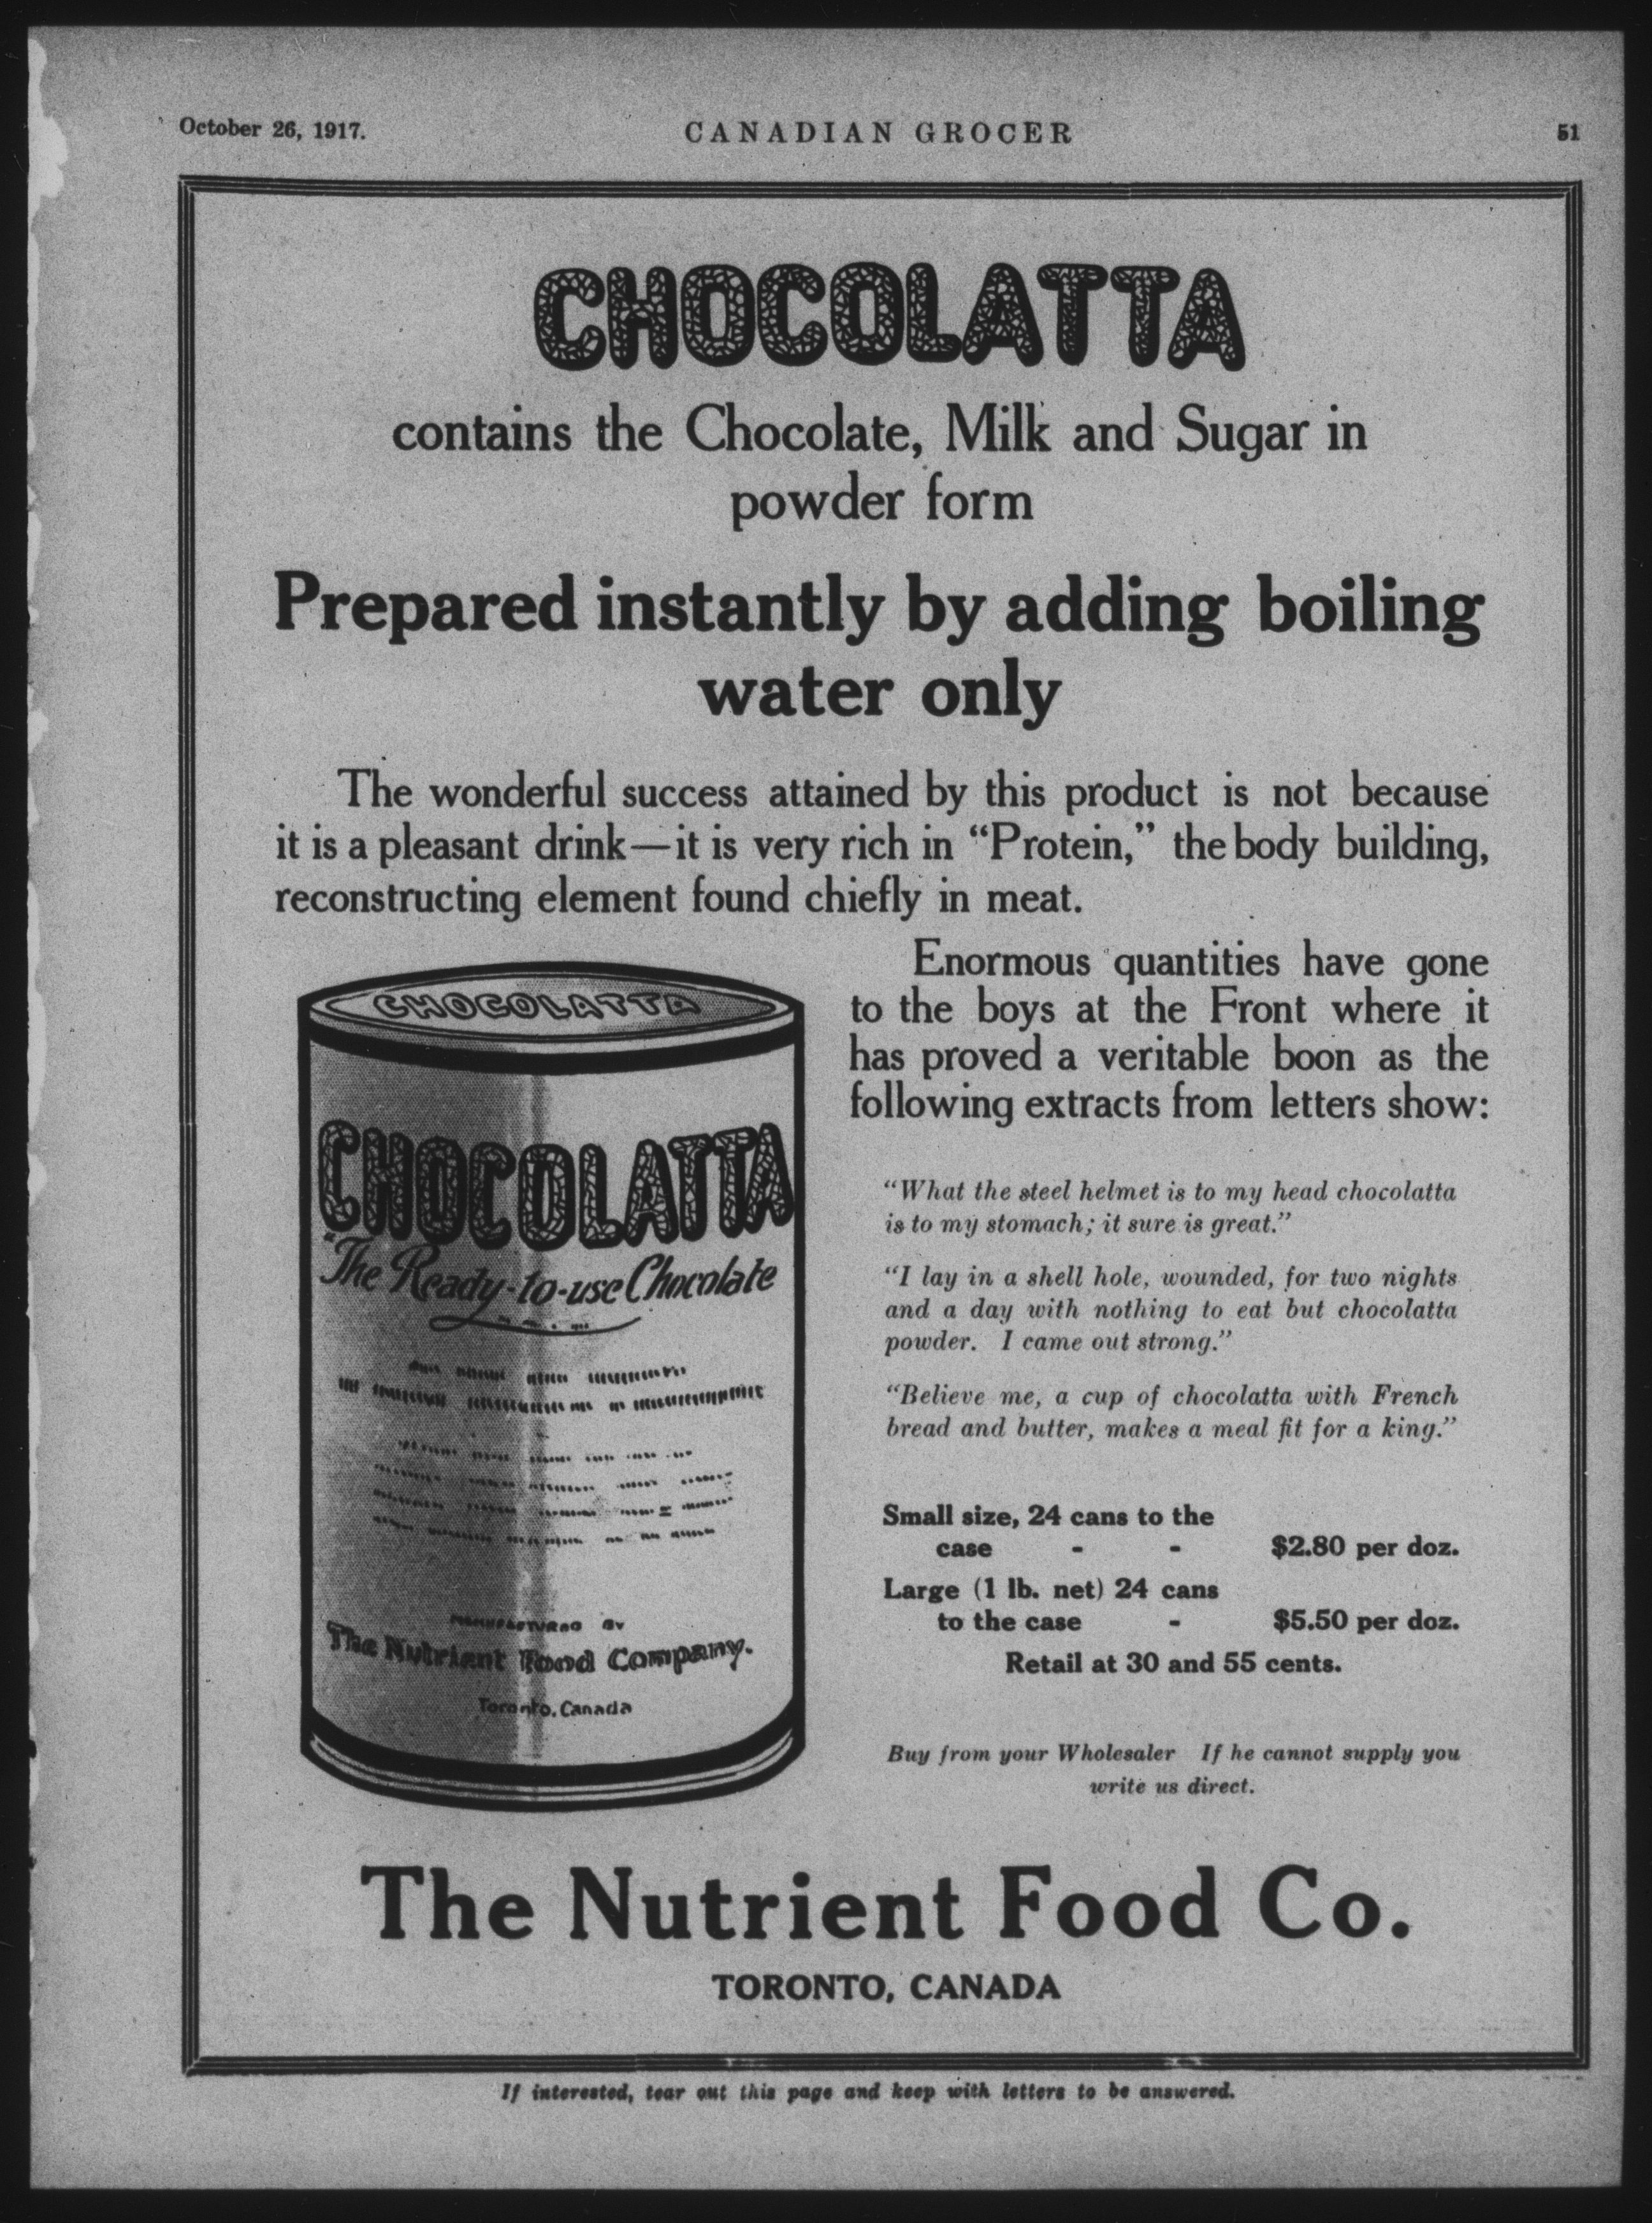 October 26, 1917.
CANADIAN GROCER
51
CHOCOLATTA
contains the Chocolate, Milk and Sugar in
powder form
Prepared instantly by adding boiling
water only
The wonderful success attained by this product is not because
it is a pleasant drink—it is very rich in “Protein,” the body building,
reconstructing element found chiefly in meat.
CHOCOLATTA
CHOCOLATTA
“The Ready-to-use Chocolate
MANUFACTURED BY
The Nutrient Food Company.
Toronto, Canada
Enormous quantities have gone
to the boys at the Front where it
has proved a veritable boon as the
following extracts from letters show:
“What the steel helmet is to my head chocolatta
is to my stomach; it sure is great.”
“I lay in a shell hole, wounded, for two nights
and a day with nothing to eat but chocolatta
powder. I came out strong.”
“Believe me, a cup of chocolatta with French
bread and butter, makes a meal fit for a king.”
Small size, 24 cans to the
case - - $2.80 per doz.
Large (1 lb. net) 24 cans
to the case - $5.50 per doz.
Retail at 30 and 55 cents.
Buy from your Wholesaler If he cannot supply you
write us direct.
The Nutrient Food Co.
TORONTO, CANADA
If interested, tear out this page and keep with letters to be answered.